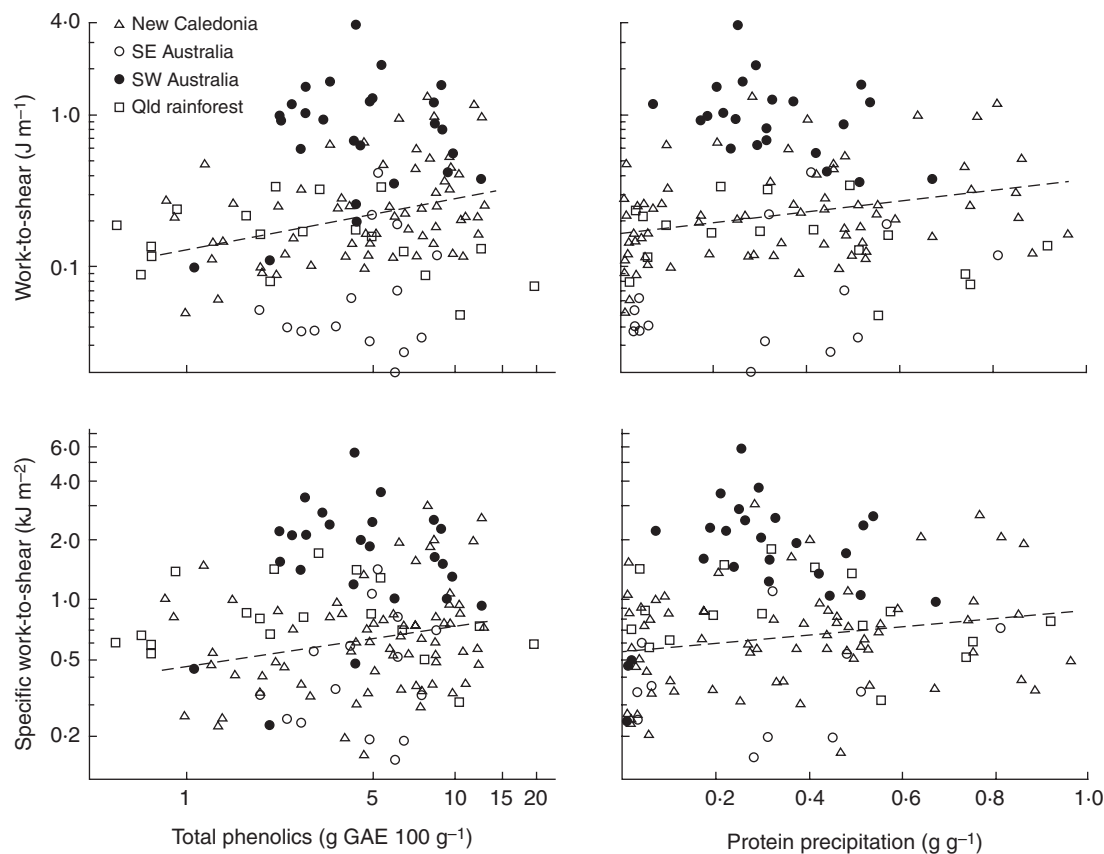 4·0
1·0
0·1
Work-to-shear (J m⁻¹)
New Caledonia
SE Australia
SW Australia
Qld rainforest
6·0
4·0
2·0
1·0
0·5
0·2
Specific work-to-shear (kJ m⁻²)
1 5 10 15 20
Total phenolics (g GAE 100 g⁻¹)
0·2 0·4 0·6 0·8 1·0
Protein precipitation (g g⁻¹)